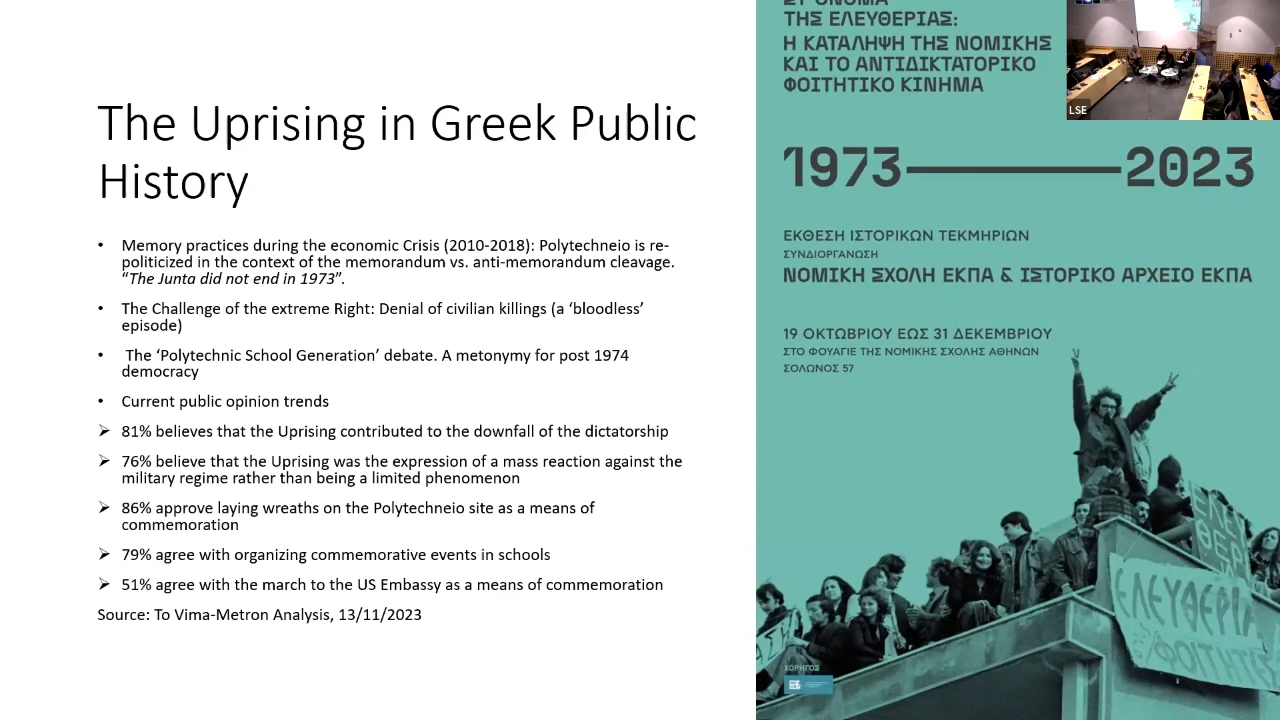 The Uprising in Greek Public
History
• Memory practices during the economic Crisis (2010-2018): Polytechneio is re-
politicized in the context of the memorandum vs. anti-memorandum cleavage.
“The Junta did not end in 1973”.
• The Challenge of the extreme Right: Denial of civilian killings (a ‘bloodless’
episode)
• The ‘Polytechnic School Generation’ debate. A metonymy for post 1974
democracy
• Current public opinion trends
➢ 81% believes that the Uprising contributed to the downfall of the dictatorship
➢ 76% believe that the Uprising was the expression of a mass reaction against the
military regime rather than being a limited phenomenon
➢ 86% approve laying wreaths on the Polytechneio site as a means of
commemoration
➢ 79% agree with organizing commemorative events in schools
➢ 51% agree with the march to the US Embassy as a means of commemoration
Source: To Vima-Metron Analysis, 13/11/2023
ΣΤ' ΟΝΟΜΑ
ΤΗΣ ΕΛΕΥΘΕΡΙΑΣ:
Η ΚΑΤΑΛΗΨΗ ΤΗΣ ΝΟΜΙΚΗΣ
ΚΑΙ ΤΟ ΑΝΤΙΔΙΚΤΑΤΟΡΙΚΟ
ΦΟΙΤΗΤΙΚΟ ΚΙΝΗΜΑ
LSE
1973 2023
ΕΚΘΕΣΗ ΙΣΤΟΡΙΚΩΝ ΤΕΚΜΗΡΙΩΝ
ΣΥΝΔΙΟΡΓΑΝΩΣΗ
ΝΟΜΙΚΗ ΣΧΟΛΗ ΕΚΠΑ & ΙΣΤΟΡΙΚΟ ΑΡΧΕΙΟ ΕΚΠΑ
19 ΟΚΤΩΒΡΙΟΥ ΕΩΣ 31 ΔΕΚΕΜΒΡΙΟΥ
ΣΤΟ ΦΟΥΑΓΙΕ ΤΗΣ ΝΟΜΙΚΗΣ ΣΧΟΛΗΣ ΑΘΗΝΩΝ
ΣΟΛΩΝΟΣ 57
ΕΛΕΥ
ΘΕΡΙ
ΕΛΕΥΘΕΡΙΑ
ΦΟΙΤΗΤΙΚ
ΧΟΡΗΓΟΣ